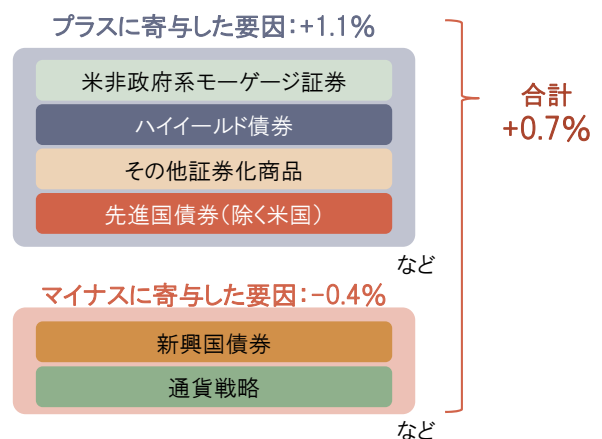 プラスに寄与した要因：+1.1%
米非政府系モーゲージ証券
ハイイールド債券
その他証券化商品
先進国債券（除く米国）
など
合計
+0.7%
マイナスに寄与した要因：−0.4%
新興国債券
通貨戦略
など